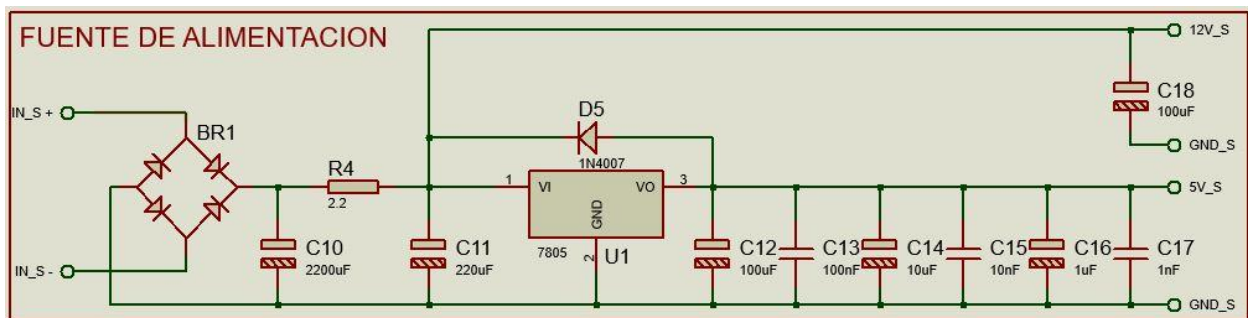 FUENTE DE ALIMENTACION
12V_S
C18
100uF
GND_S
IN_S +
BR1
D5
1N4007
R4
2.2
1
VI
VO
3
GND
7805
2
U1
5V_S
C10
2200uF
C11
220uF
C12
100uF
C13
100nF
C14
10uF
C15
10nF
C16
1uF
C17
1nF
IN_S -
GND_S